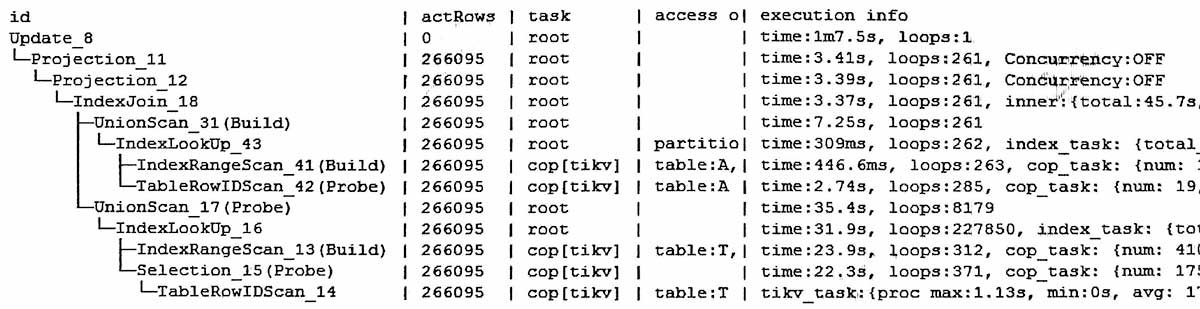 id | actRows | task | access o| execution info
Update_8 | 0 | root | | time:1m7.5s, loops:1
└─Projection_11 | 266095 | root | | time:3.41s, loops:261, Concurrency:OFF
└─Projection_12 | 266095 | root | | time:3.39s, loops:261, Concurrency:OFF
└─IndexJoin_18 | 266095 | root | | time:3.37s, loops:261, inner:{total:45.7s,
├─UnionScan_31(Build) | 266095 | root | | time:7.25s, loops:261
│ └─IndexLookUp_43 | 266095 | root | partitio| time:309ms, loops:262, index_task: {total_
│ ├─IndexRangeScan_41(Build) | 266095 | cop[tikv] | table:A,| time:446.6ms, loops:263, cop_task: {num: 1
│ └─TableRowIDScan_42(Probe) | 266095 | cop[tikv] | table:A | time:2.74s, loops:285, cop_task: {num: 19,
└─UnionScan_17(Probe) | 266095 | root | | time:35.4s, loops:8179
└─IndexLookUp_16 | 266095 | root | | time:31.9s, loops:227850, index_task: {tot
├─IndexRangeScan_13(Build) | 266095 | cop[tikv] | table:T,| time:23.9s, loops:312, cop_task: {num: 410
└─Selection_15(Probe) | 266095 | cop[tikv] | | time:22.3s, loops:371, cop_task: {num: 175
└─TableRowIDScan_14 | 266095 | cop[tikv] | table:T | tikv_task:{proc max:1.13s, min:0s, avg: 17